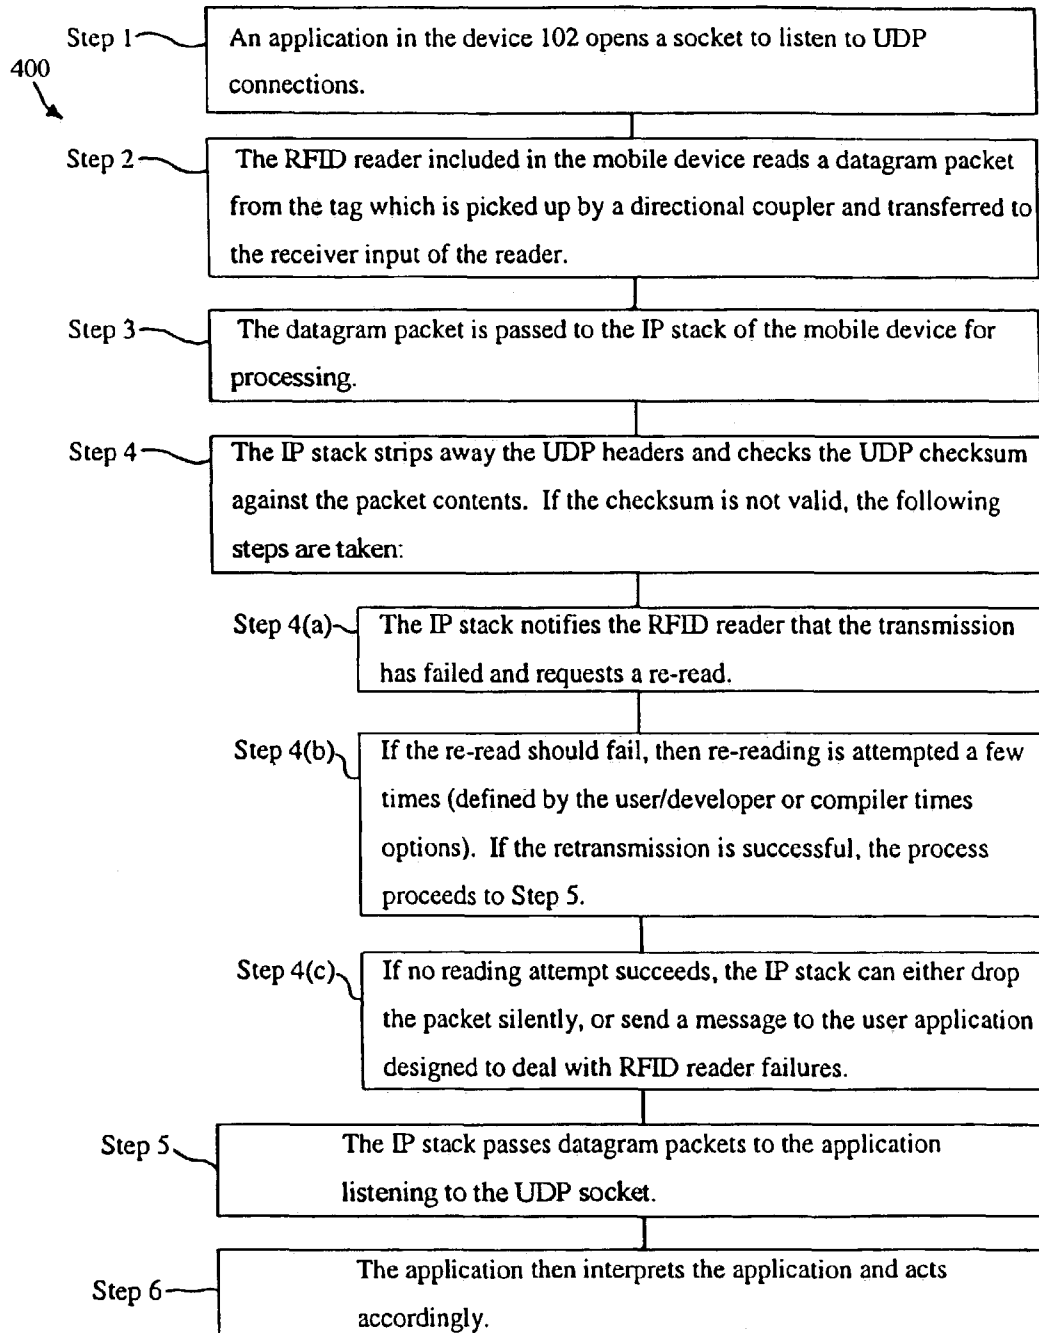 Step 1
An application in the device 102 opens a socket to listen to UDP
connections.
400
Step 2
The RFID reader included in the mobile device reads a datagram packet
from the tag which is picked up by a directional coupler and transferred to
the receiver input of the reader.
Step 3
The datagram packet is passed to the IP stack of the mobile device for
processing.
Step 4
The IP stack strips away the UDP headers and checks the UDP checksum
against the packet contents. If the checksum is not valid, the following
steps are taken:
Step 4(a)
The IP stack notifies the RFID reader that the transmission
has failed and requests a re-read.
Step 4(b)
If the re-read should fail, then re-reading is attempted a few
times (defined by the user/developer or compiler times
options). If the retransmission is successful, the process
proceeds to Step 5.
Step 4(c)
If no reading attempt succeeds, the IP stack can either drop
the packet silently, or send a message to the user application
designed to deal with RFID reader failures.
Step 5
The IP stack passes datagram packets to the application
listening to the UDP socket.
Step 6
The application then interprets the application and acts
accordingly.